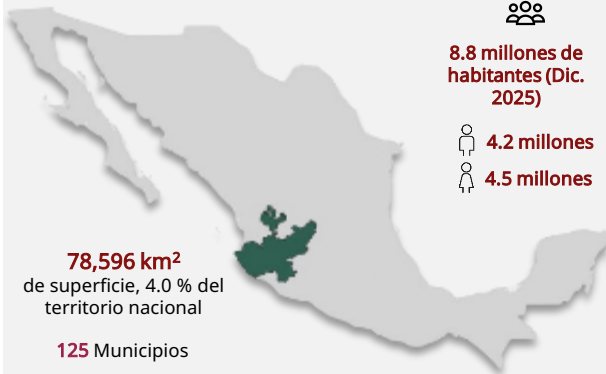 8.8 millones de
habitantes (Dic.
2025)
4.2 millones
4.5 millones
78,596 km²
de superficie, 4.0 % del
territorio nacional
125 Municipios